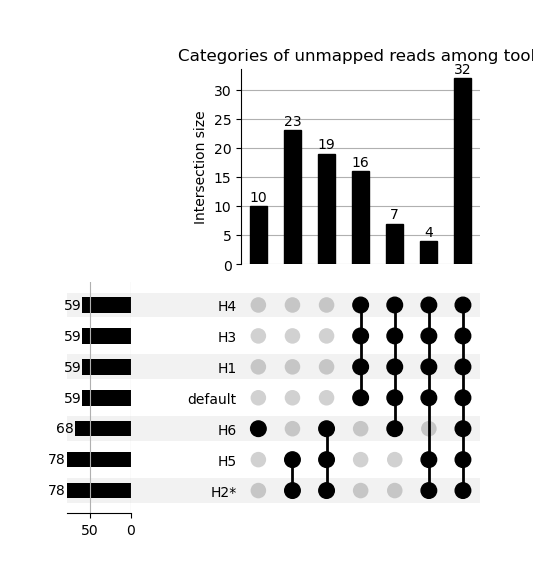 Categories of unmapped reads among tool
32
30
25
23
20
19
16
15
10
10
7
5
4
0
Intersection size
59 H4
59 H3
59 H1
59 default
68 H6
78 H5
78 H2*
50 0